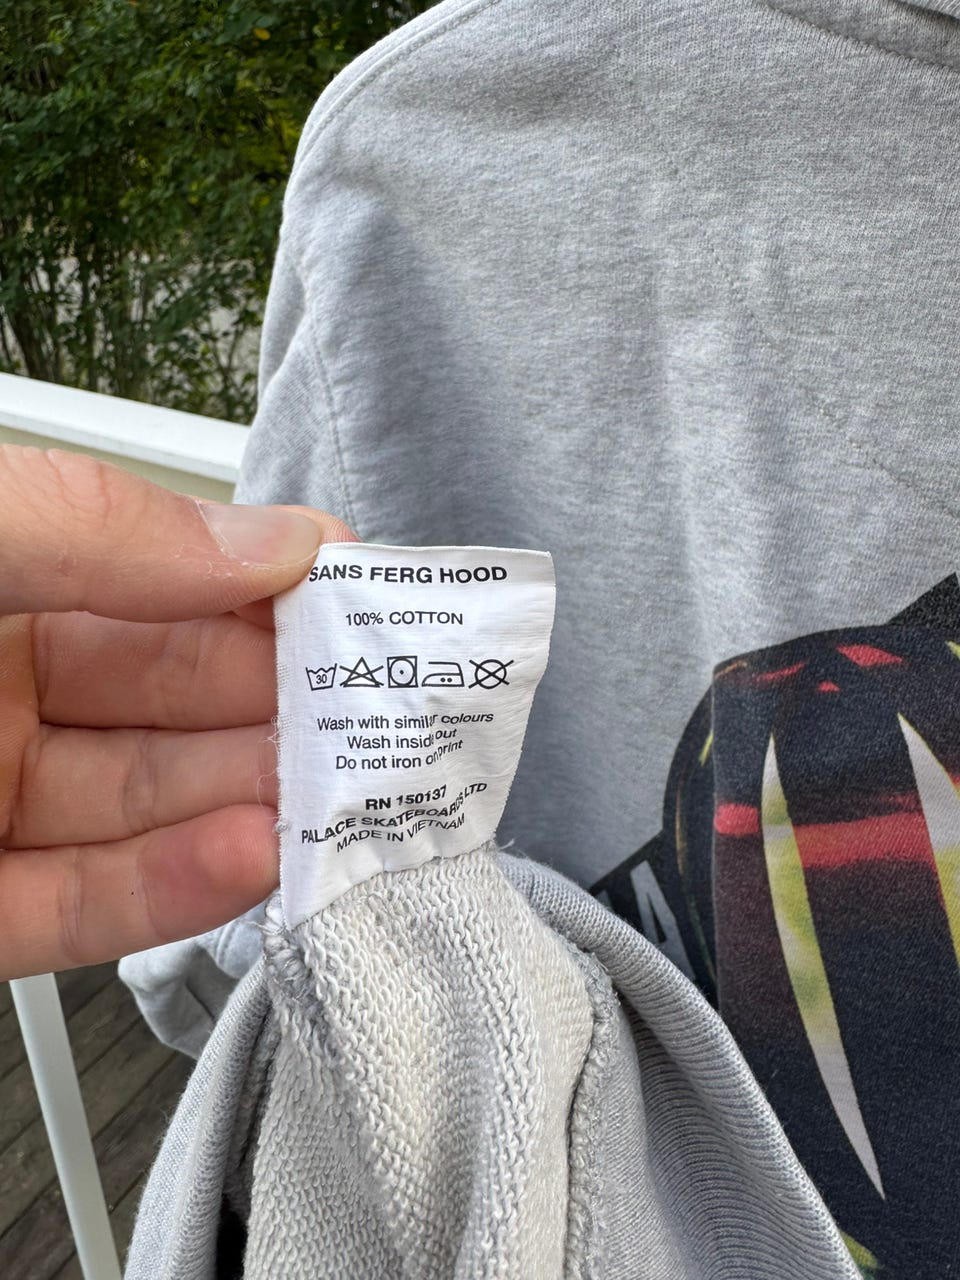 SANS FERG HOOD
100% COTTON
30
Wash with similar colours
Wash inside out
Do not iron on print
RN 150137
PALACE SKATEBOARDS LTD
MADE IN VIETNAM
A